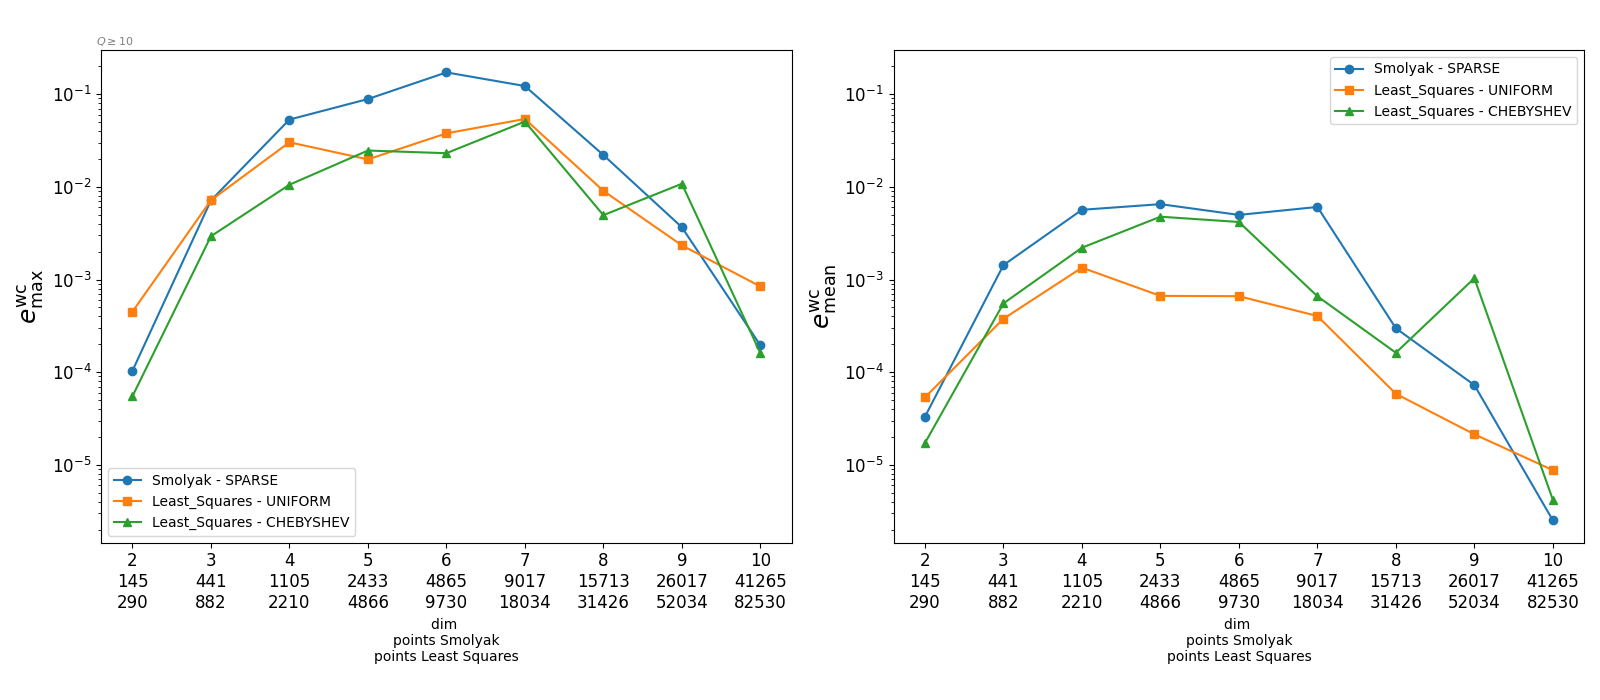 Q ≥ 10
10⁻¹
10⁻²
10⁻³
10⁻⁴
10⁻⁵
e^wc_max
Smolyak - SPARSE
Least_Squares - UNIFORM
Least_Squares - CHEBYSHEV
2 3 4 5 6 7 8 9 10
145 441 1105 2433 4865 9017 15713 26017 41265
290 882 2210 4866 9730 18034 31426 52034 82530
dim
points Smolyak
points Least Squares
10⁻¹
10⁻²
10⁻³
10⁻⁴
10⁻⁵
e^wc_mean
Smolyak - SPARSE
Least_Squares - UNIFORM
Least_Squares - CHEBYSHEV
2 3 4 5 6 7 8 9 10
145 441 1105 2433 4865 9017 15713 26017 41265
290 882 2210 4866 9730 18034 31426 52034 82530
dim
points Smolyak
points Least Squares